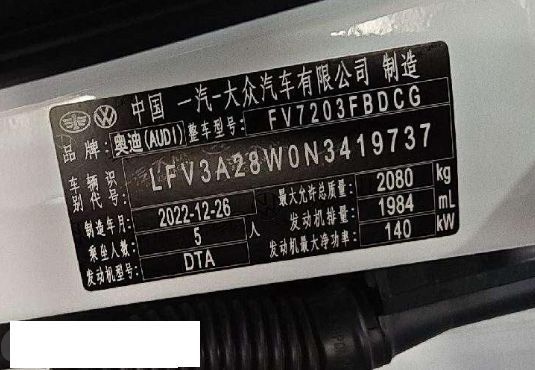 中国 一汽-大众汽车有限公司 制造
品牌: 奥迪(AUDI) 整车型号: FV7203FBDCG
车辆识别代号: LFV3A28W0N3419737
制造年月: 2022-12-26 最大允许总质量: 2080 kg
乘坐人数: 5 人 发动机排量: 1984 mL
发动机型号: DTA 发动机最大净功率: 140 kW